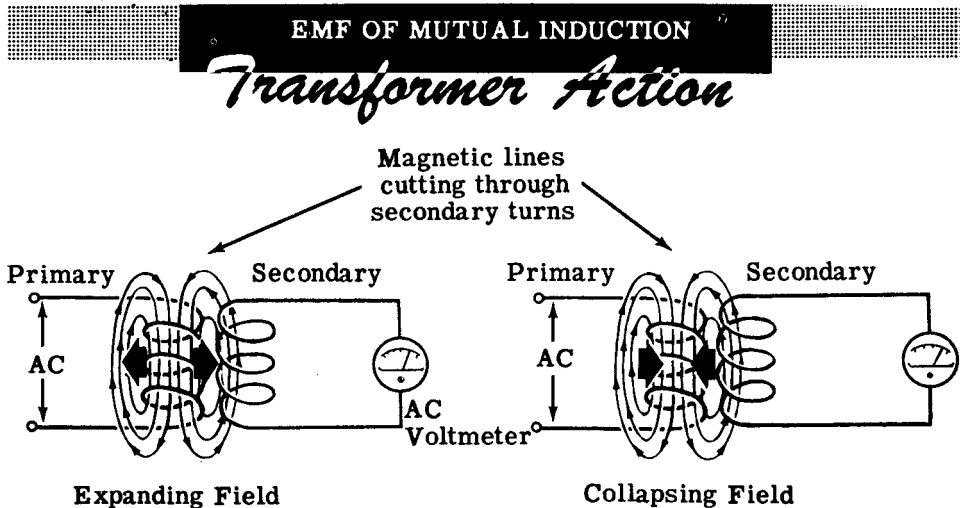 EMF OF MUTUAL INDUCTION
Transformer Action
Magnetic lines
cutting through
secondary turns
Primary
Secondary
AC
AC
Voltmeter
Expanding Field
Primary
Secondary
AC
Collapsing Field